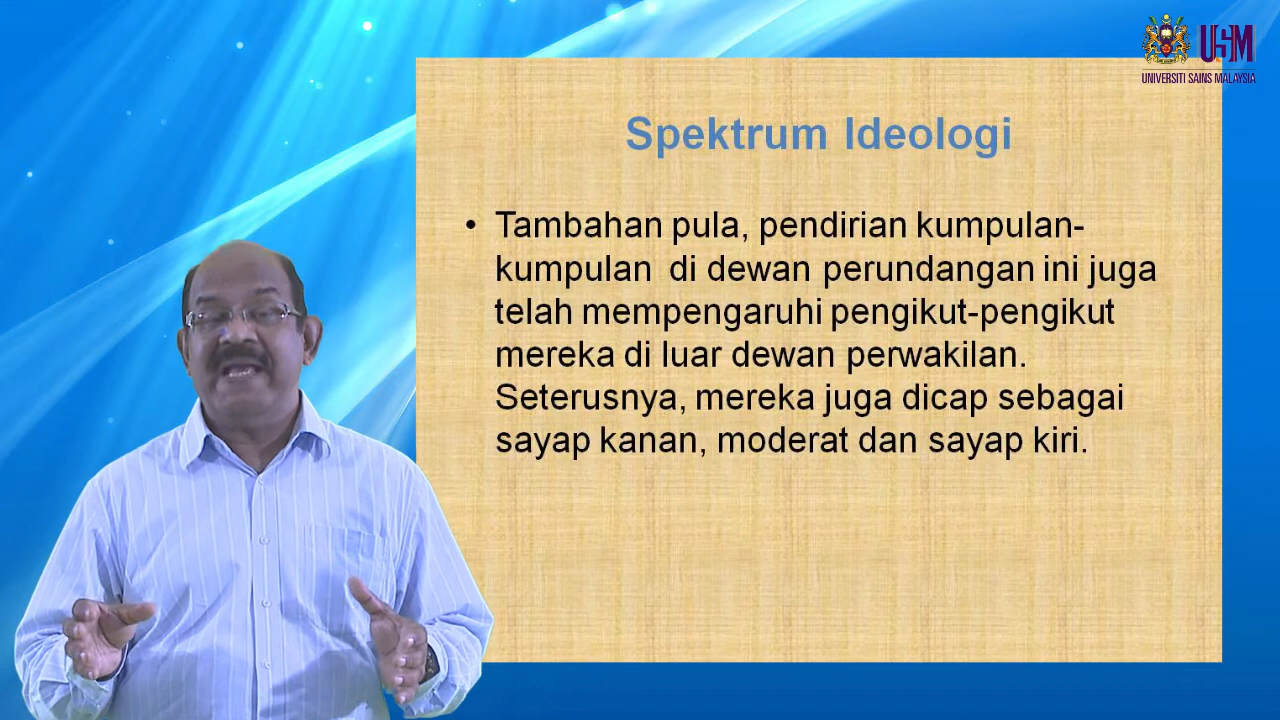 USM
UNIVERSITI SAINS MALAYSIA
Spektrum Ideologi
• Tambahan pula, pendirian kumpulan-
kumpulan di dewan perundangan ini juga
telah mempengaruhi pengikut-pengikut
mereka di luar dewan perwakilan.
Seterusnya, mereka juga dicap sebagai
sayap kanan, moderat dan sayap kiri.